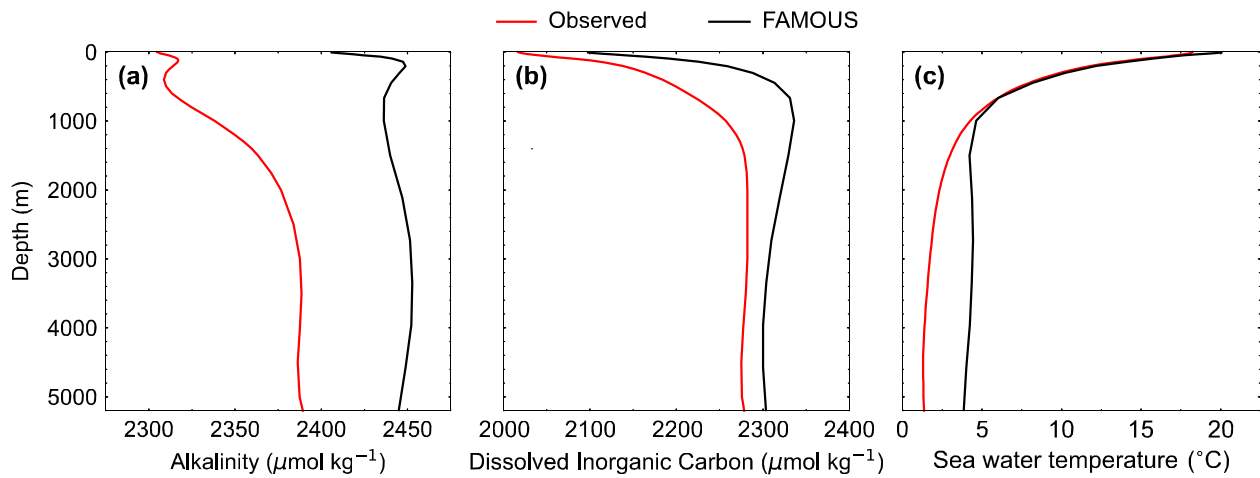 Observed FAMOUS
(a) (b) (c)
0
1000
2000
3000
4000
5000
Depth (m)
2300 2350 2400 2450
2000 2100 2200 2300 2400
0 5 10 15 20
Alkalinity (μmol kg⁻¹)
Dissolved Inorganic Carbon (μmol kg⁻¹)
Sea water temperature (°C)